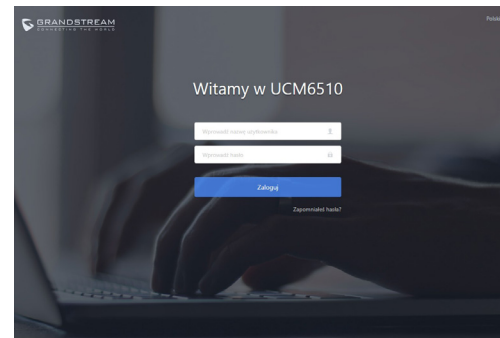 GRANDSTREAM
CONNECTING THE WORLD
Polski
Witamy w UCM6510
Wprowadź nazwę użytkownika
Wprowadź hasło
Zaloguj
Zapomniałeś hasła?